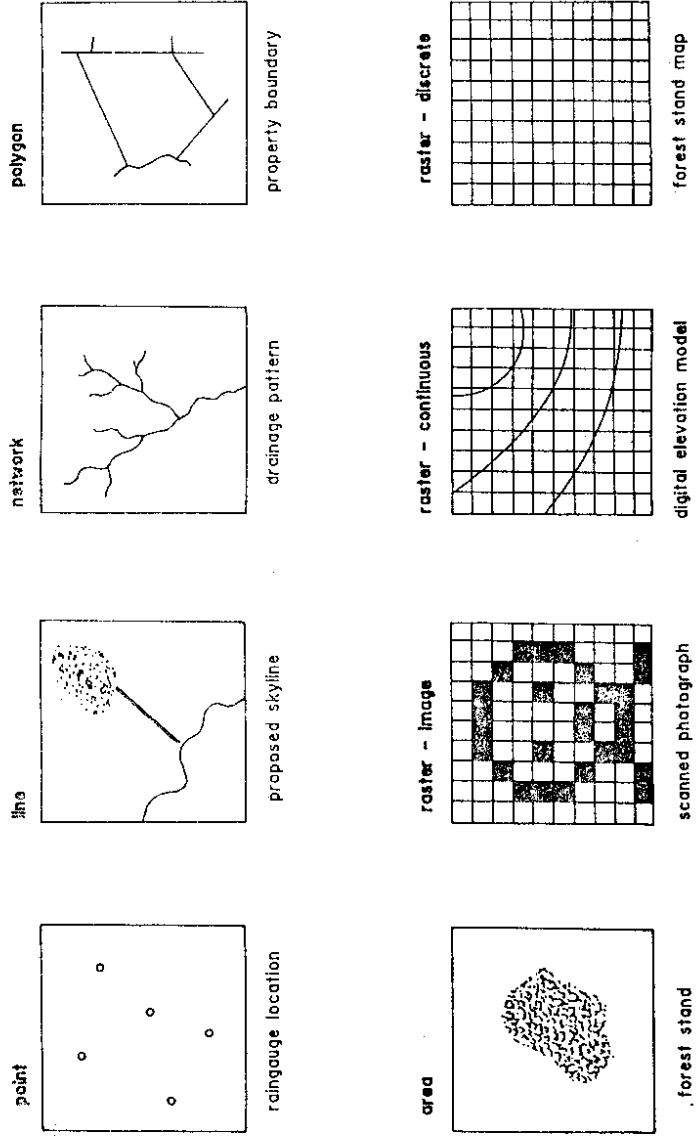 point
line
network
polygon
raingauge location
proposed skyline
drainage pattern
property boundary
area
raster - image
raster - continuous
raster - discrete
forest stand
scanned photograph
digital elevation model
forest stand map